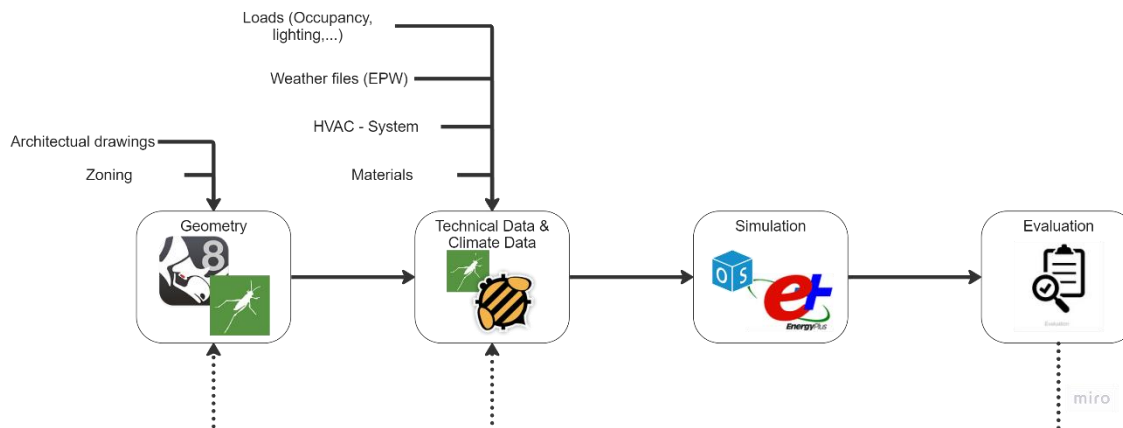 Loads (Occupancy,
lighting,...)
Weather files (EPW)
HVAC - System
Materials
Architectual drawings
Zoning
Geometry
8
Technical Data &
Climate Data
Simulation
OS
e+
EnergyPlus
Evaluation
Evaluation
miro